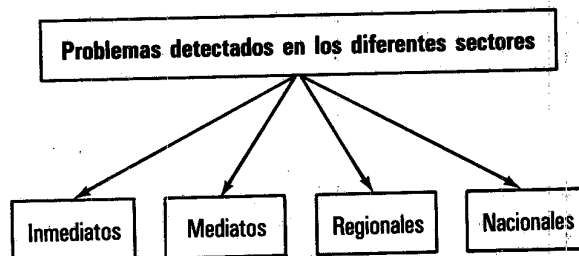 Problemas detectados en los diferentes sectores
Inmediatos
Mediatos
Regionales
Nacionales